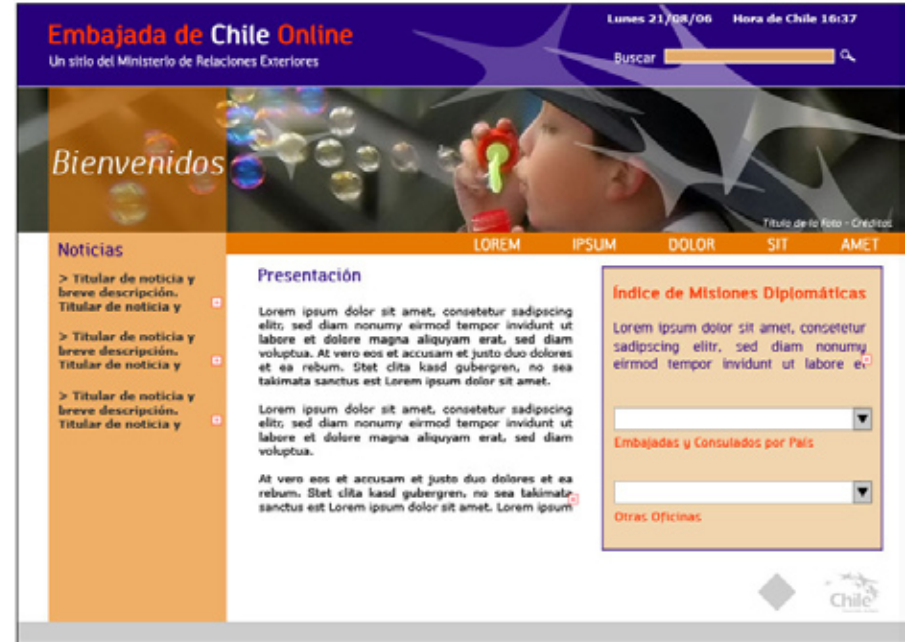 Embajada de Chile Online
Un sitio del Ministerio de Relaciones Exteriores
Lunes 21/08/06 Hora de Chile 16:37
Buscar
Bienvenidos
Título de la Foto - Créditos
LOREM IPSUM DOLOR SIT AMET
Noticias
> Titular de noticia y
breve descripción.
Titular de noticia y
> Titular de noticia y
breve descripción.
Titular de noticia y
> Titular de noticia y
breve descripción.
Titular de noticia y
Presentación
Lorem ipsum dolor sit amet, consetetur sadipscing
elitr, sed diam nonumy eirmod tempor invidunt ut
labore et dolore magna aliquyam erat, sed diam
voluptua. At vero eos et accusam et justo duo dolores
et ea rebum. Stet clita kasd gubergren, no sea
takimata sanctus est Lorem ipsum dolor sit amet.
Lorem ipsum dolor sit amet, consetetur sadipscing
elitr, sed diam nonumy eirmod tempor invidunt ut
labore et dolore magna aliquyam erat, sed diam
voluptua.
At vero eos et accusam et justo duo dolores et ea
rebum. Stet clita kasd gubergren, no sea takimata
sanctus est Lorem ipsum dolor sit amet. Lorem ipsum
Índice de Misiones Diplomáticas
Lorem ipsum dolor sit amet, consetetur
sadipscing elitr, sed diam nonumy
eirmod tempor invidunt ut labore et
Embajadas y Consulados por País
Otras Oficinas
Chile